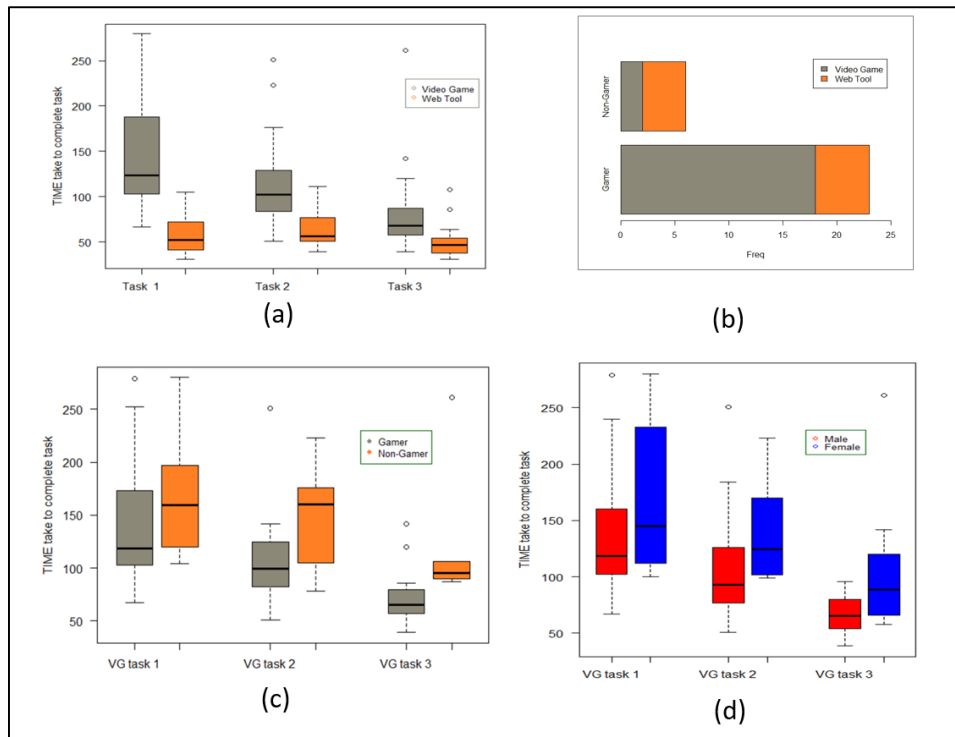 TIME take to complete task
250
200
150
100
50
Video Game
Web Tool
Task 1
Task 2
Task 3
(a)
Non-Gamer
Gamer
Video Game
Web Tool
0
5
10
15
20
25
Freq
(b)
TIME take to complete task
250
200
150
100
50
Gamer
Non-Gamer
VG task 1
VG task 2
VG task 3
(c)
TIME take to complete task
250
200
150
100
50
Male
Female
VG task 1
VG task 2
VG task 3
(d)